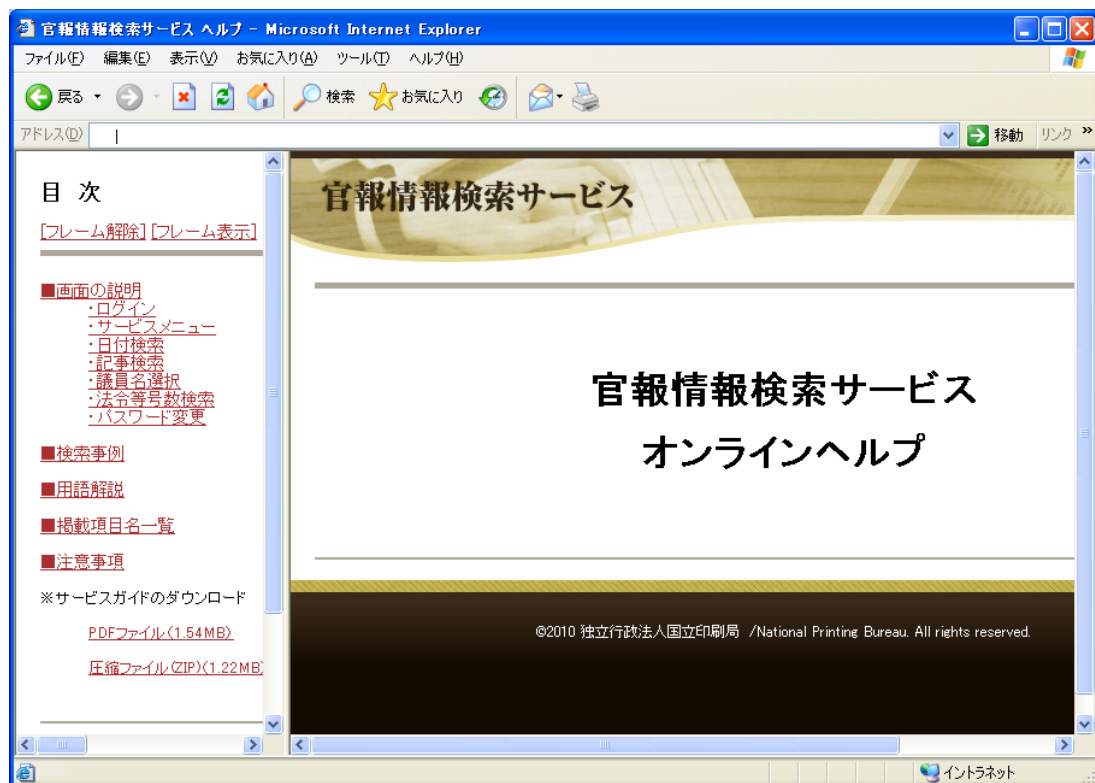 官報情報検索サービス ヘルプ - Microsoft Internet Explorer
ファイル(F) 編集(E) 表示(V) お気に入り(A) ツール(T) ヘルプ(H)
戻る 検索 お気に入り
アドレス(D) 移動 リンク »
目 次
[フレーム解除] [フレーム表示]
■画面の説明
・ログイン
・サービスメニュー
・日付検索
・記事検索
・議員名選択
・法令等号数検索
・パスワード変更
■検索事例
■用語解説
■掲載項目名一覧
■注意事項
※サービスガイドのダウンロード
PDFファイル(1.54MB)
圧縮ファイル(ZIP)(1.22MB)
官報情報検索サービス
官報情報検索サービス
オンラインヘルプ
©2010 独立行政法人国立印刷局 /National Printing Bureau. All rights reserved.
イントラネット